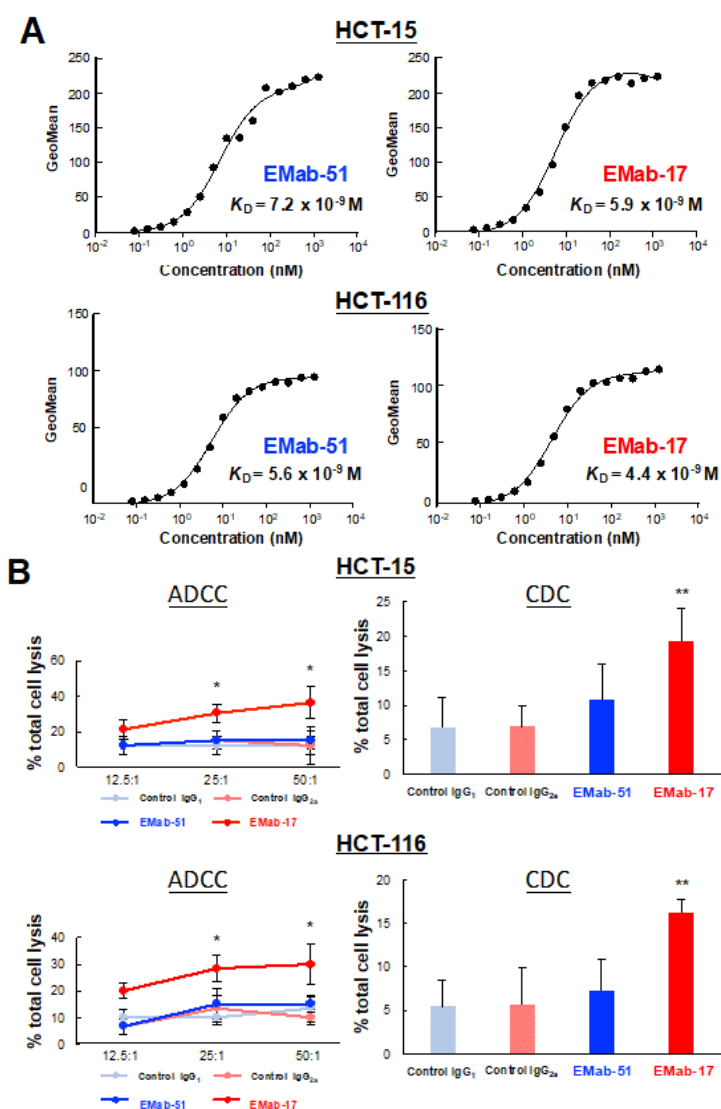 A
HCT-15
250
200
150
100
50
0
GeoMean
EMab-51
K_D = 7.2 x 10⁻⁹ M
10⁻² 10⁻¹ 10⁰ 10¹ 10² 10³ 10⁴
Concentration (nM)
250
200
150
100
50
0
GeoMean
EMab-17
K_D = 5.9 x 10⁻⁹ M
10⁻² 10⁻¹ 10⁰ 10¹ 10² 10³ 10⁴
Concentration (nM)
HCT-116
150
100
50
0
GeoMean
EMab-51
K_D = 5.6 x 10⁻⁹ M
10⁻² 10⁻¹ 10⁰ 10¹ 10² 10³ 10⁴
Concentration (nM)
150
100
50
0
GeoMean
EMab-17
K_D = 4.4 x 10⁻⁹ M
10⁻² 10⁻¹ 10⁰ 10¹ 10² 10³ 10⁴
Concentration (nM)
B
HCT-15
ADCC
% total cell lysis
60
40
20
0
* *
12.5:1 25:1 50:1
Control IgG₁ Control IgG₂ₐ
EMab-51 EMab-17
CDC
% total cell lysis
25
20
15
10
5
0
**
Control IgG₁ Control IgG₂ₐ EMab-51 EMab-17
HCT-116
ADCC
% total cell lysis
50
40
30
20
10
0
* *
12.5:1 25:1 50:1
Control IgG₁ Control IgG₂ₐ
EMab-51 EMab-17
CDC
% total cell lysis
20
15
10
5
0
**
Control IgG₁ Control IgG₂ₐ EMab-51 EMab-17